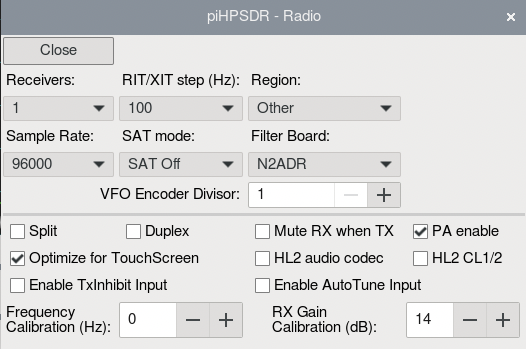 piHPSDR - Radio ×
Close
Receivers: RIT/XIT step (Hz): Region:
1 100 Other
Sample Rate: SAT mode: Filter Board:
96000 SAT Off N2ADR
VFO Encoder Divisor: 1 — +
Split Duplex Mute RX when TX PA enable
Optimize for TouchScreen HL2 audio codec HL2 CL1/2
Enable TxInhibit Input Enable AutoTune Input
Frequency
Calibration (Hz): 0 — +
RX Gain
Calibration (dB): 14 — +